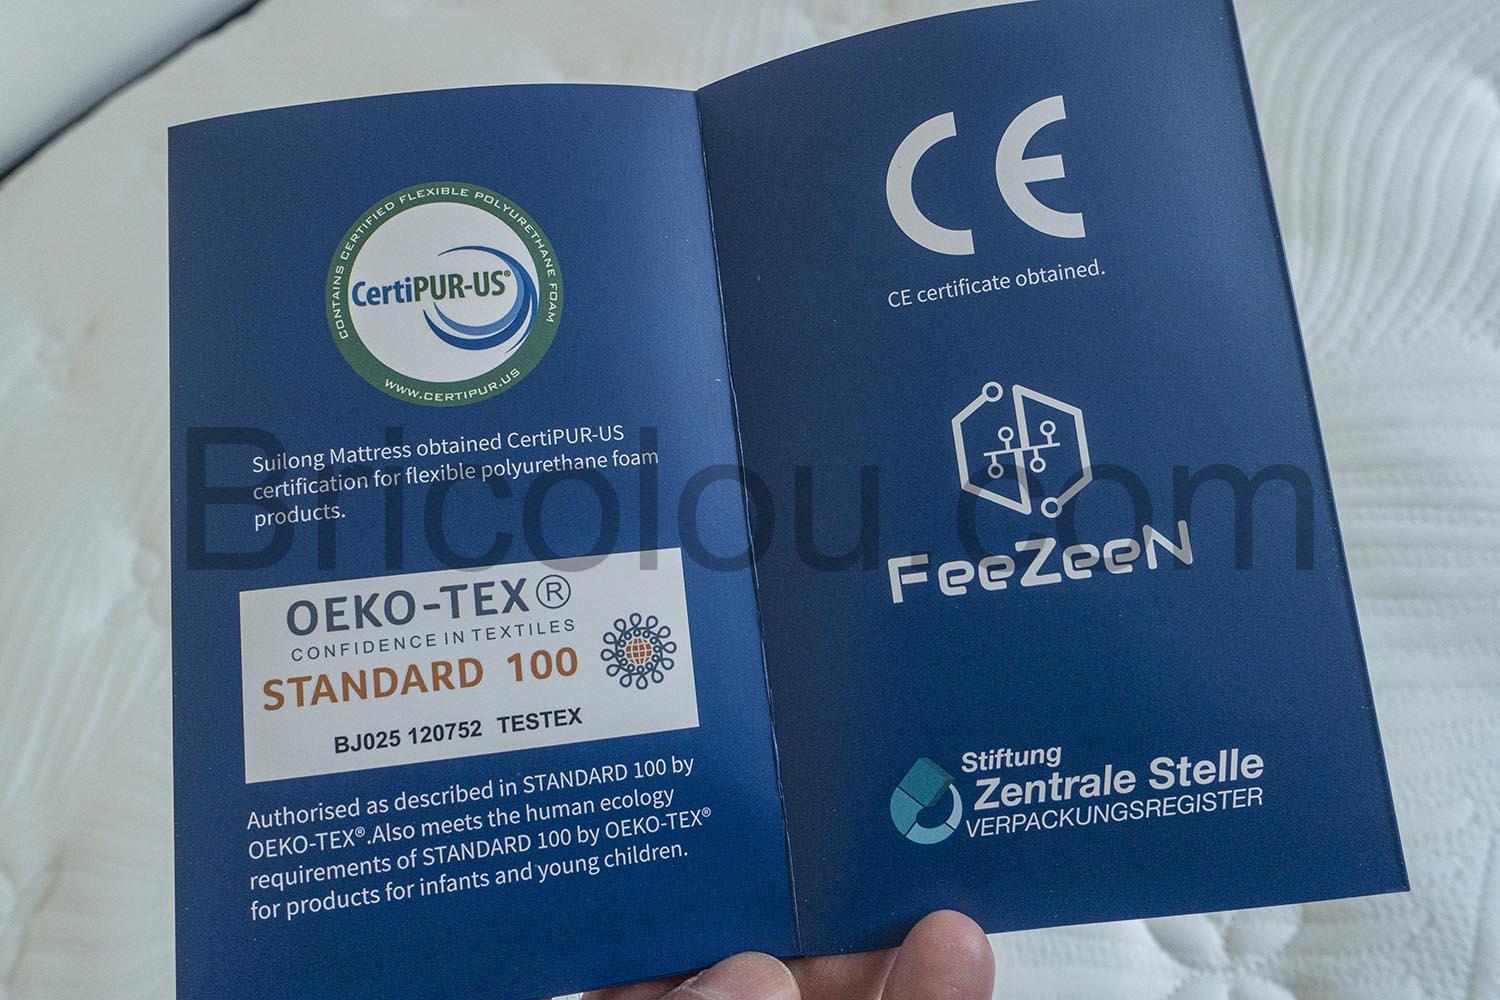 CONTAINS CERTIFIED FLEXIBLE POLYURETHANE FOAM
CertiPUR-US®
WWW.CERTIPUR.US
Suilong Mattress obtained CertiPUR-US
certification for flexible polyurethane foam
products.
OEKO-TEX®
CONFIDENCE IN TEXTILES
STANDARD 100
BJ025 120752 TESTEX
Authorised as described in STANDARD 100 by
OEKO-TEX®.Also meets the human ecology
requirements of STANDARD 100 by OEKO-TEX®
for products for infants and young children.
CE
CE certificate obtained.
FeeZeeN
Stiftung
Zentrale Stelle
VERPACKUNGSREGISTER
Bricolou.com